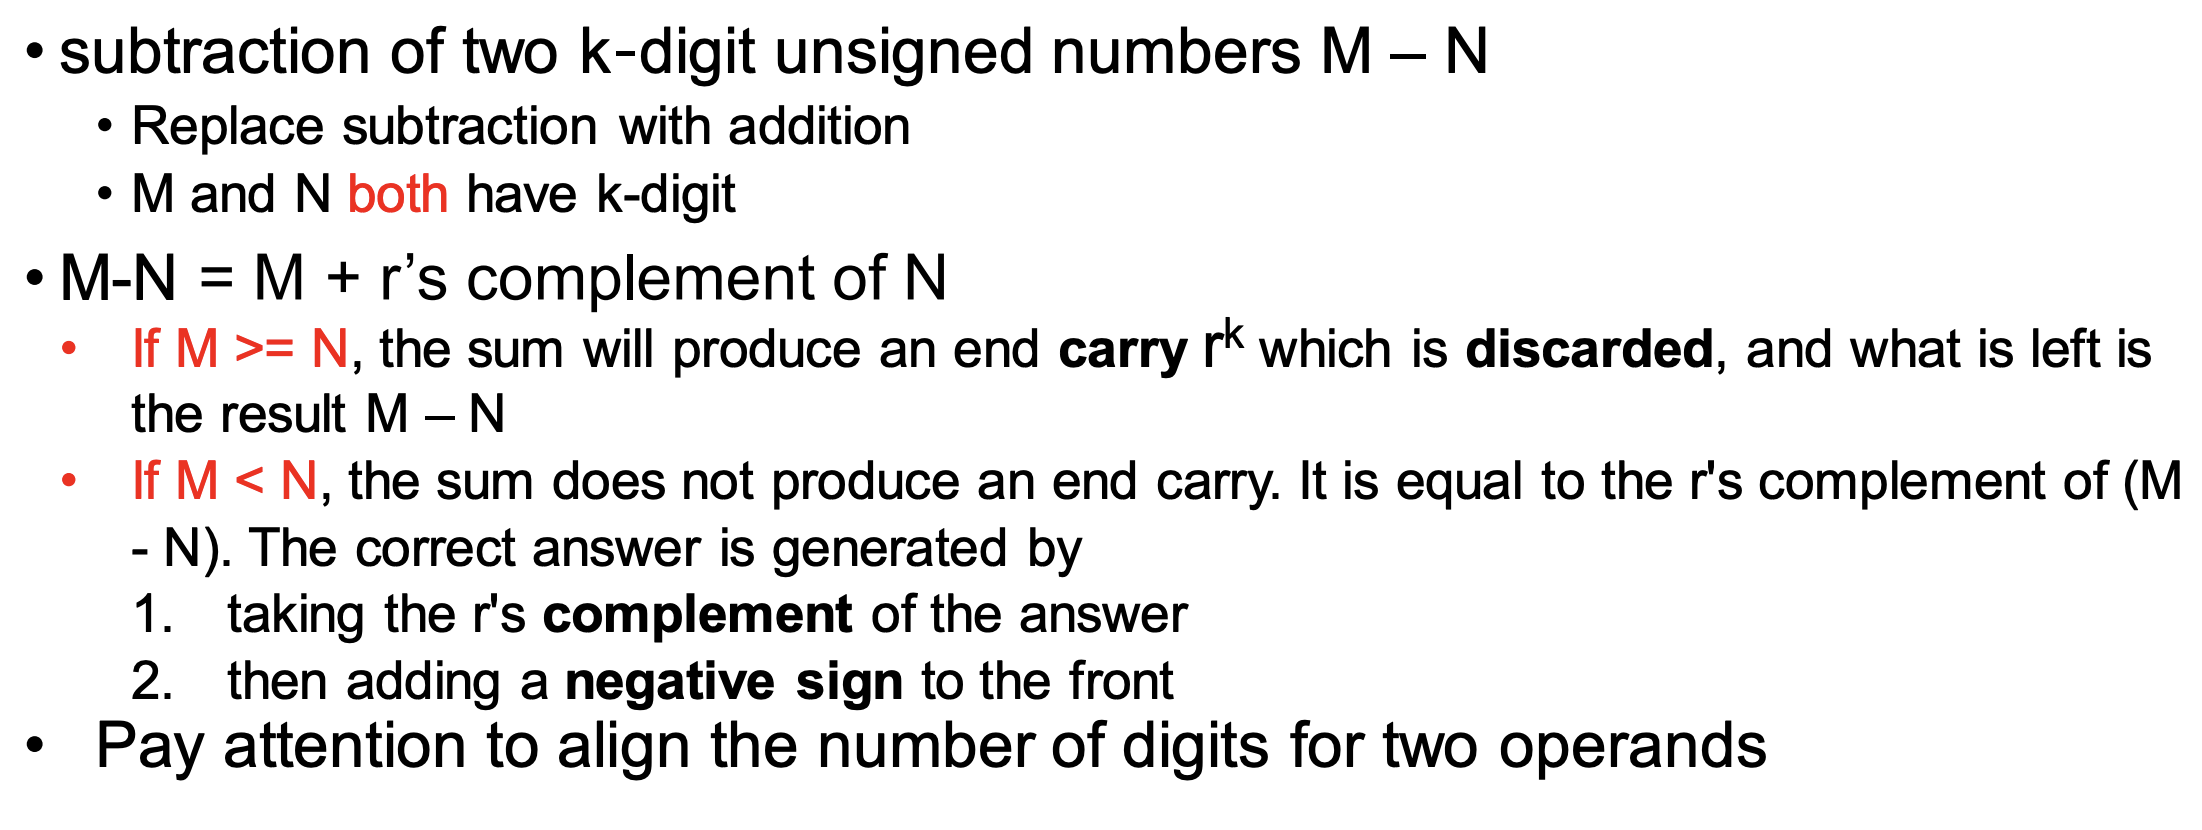 • subtraction of two k-digit unsigned numbers M – N
• Replace subtraction with addition
• M and N both have k-digit
• M-N = M + r’s complement of N
• If M >= N, the sum will produce an end carry rᵏ which is discarded, and what is left is
the result M – N
• If M < N, the sum does not produce an end carry. It is equal to the r's complement of (M
- N). The correct answer is generated by
1. taking the r's complement of the answer
2. then adding a negative sign to the front
• Pay attention to align the number of digits for two operands